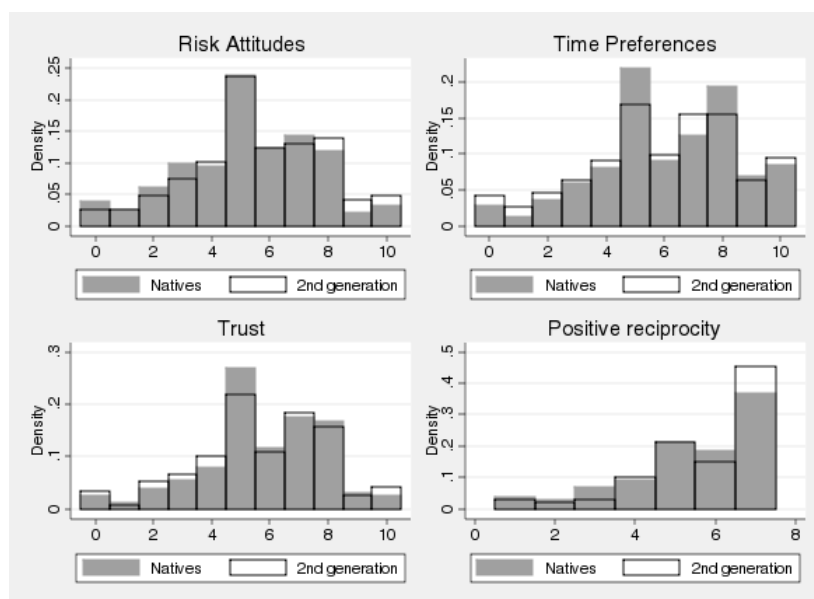 Risk Attitudes
Density
0 .05 .1 .15 .2 .25
0 2 4 6 8 10
Natives 2nd generation
Time Preferences
Density
0 .05 .1 .15 .2
0 2 4 6 8 10
Natives 2nd generation
Trust
Density
0 .1 .2 .3
0 2 4 6 8 10
Natives 2nd generation
Positive reciprocity
Density
0 .1 .2 .3 .4 .5
0 2 4 6 8
Natives 2nd generation